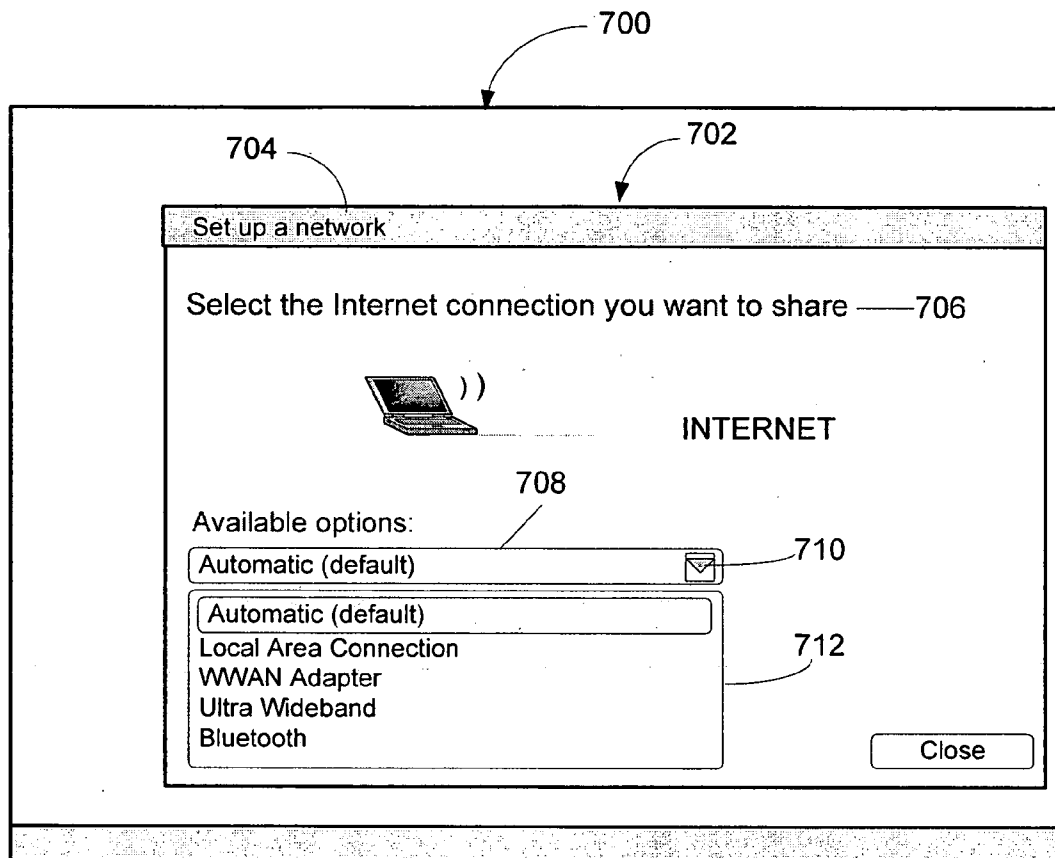 700
704
702
Set up a network
Select the Internet connection you want to share 706
INTERNET
708
Available options:
Automatic (default)
710
Automatic (default)
Local Area Connection
WWAN Adapter
Ultra Wideband
Bluetooth
712
Close